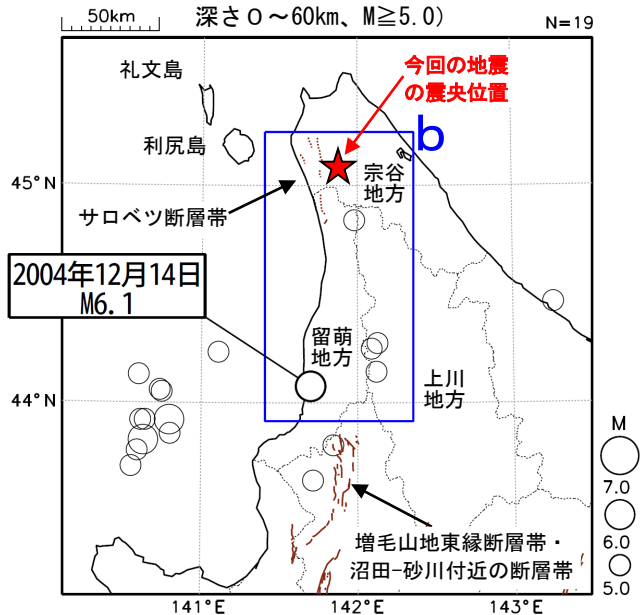 50km
深さ0～60km、M≧5.0)
N=19
礼文島
今回の地震
の震央位置
利尻島
b
45°N
宗谷
地方
サロベツ断層帯
2004年12月14日
M6.1
留萌
地方
上川
地方
44°N
M
7.0
6.0
5.0
増毛山地東縁断層帯・
沼田-砂川付近の断層帯
141°E
142°E
143°E